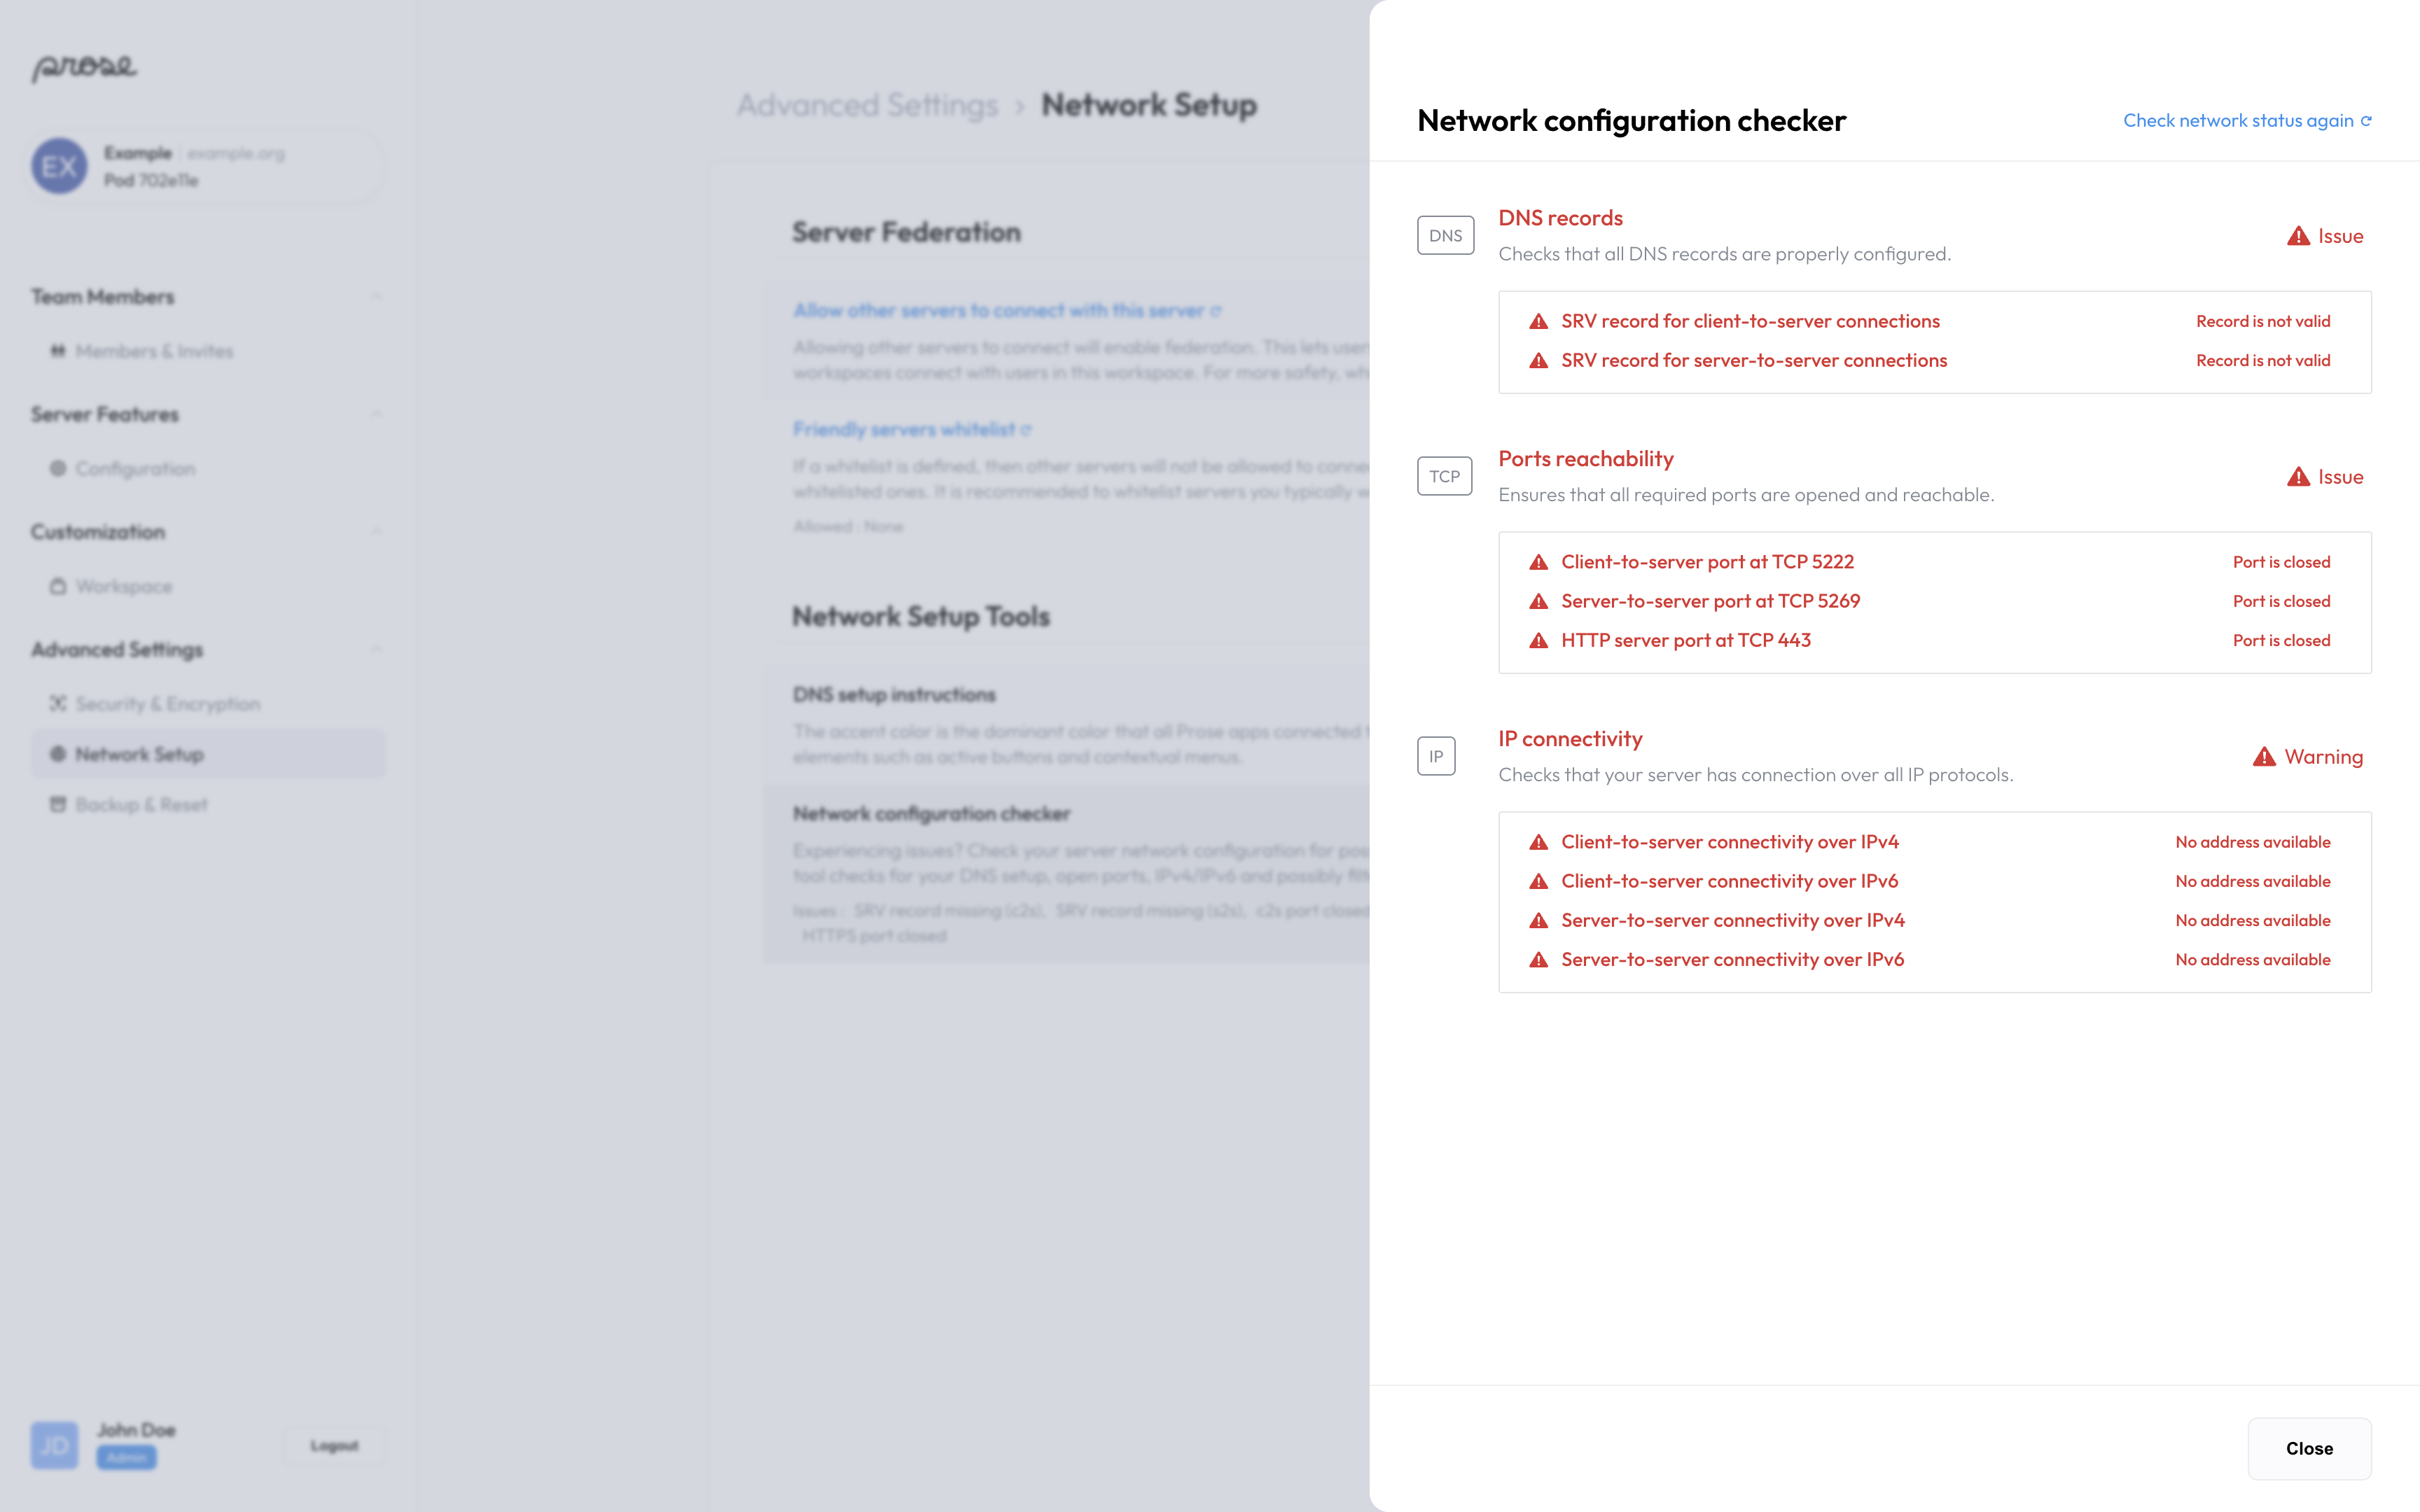 prose
EX
Example example.org
Pod 702e11e
Team Members
Members & Invites
Server Features
Configuration
Customization
Workspace
Advanced Settings
Security & Encryption
Network Setup
Backup & Reset
JD
John Doe
Admin
Logout
Advanced Settings › Network Setup
Server Federation
Allow other servers to connect with this server
Allowing other servers to connect will enable federation. This lets
workspaces connect with users in this workspace. For more safety,
Friendly servers whitelist
If a whitelist is defined, then other servers will not be allowed to
whitelisted ones. It is recommended to whitelist servers you typically
Allowed : None
Network Setup Tools
DNS setup instructions
The accent color is the dominant color that all Prose apps connected
elements such as active buttons and contextual menus.
Network configuration checker
Experiencing issues? Check your server network configuration for
tool checks for your DNS setup, open ports, IPv4/IPv6 and possibly
Issues : SRV record missing (c2s), SRV record missing (s2s), c2s port closed
HTTPS port closed
Network configuration checker
Check network status again
DNS
DNS records
Checks that all DNS records are properly configured.
Issue
SRV record for client-to-server connections Record is not valid
SRV record for server-to-server connections Record is not valid
TCP
Ports reachability
Ensures that all required ports are opened and reachable.
Issue
Client-to-server port at TCP 5222 Port is closed
Server-to-server port at TCP 5269 Port is closed
HTTP server port at TCP 443 Port is closed
IP
IP connectivity
Checks that your server has connection over all IP protocols.
Warning
Client-to-server connectivity over IPv4 No address available
Client-to-server connectivity over IPv6 No address available
Server-to-server connectivity over IPv4 No address available
Server-to-server connectivity over IPv6 No address available
Close